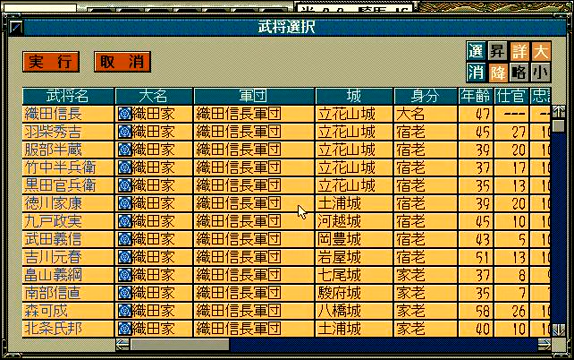 武将選択
実行 取消 選 昇 詳 大
消 降 略 小
武将名 大名 軍団 城 身分 年齢 仕官 忠誠
織田信長 織田家 織田信長軍団 立花山城 大名 47 ---
羽柴秀吉 織田家 織田信長軍団 立花山城 宿老 45 27 10
服部半蔵 織田家 織田信長軍団 立花山城 宿老 39 20 10
竹中半兵衛 織田家 織田信長軍団 立花山城 宿老 37 17 10
黒田官兵衛 織田家 織田信長軍団 立花山城 宿老 35 13 10
徳川家康 織田家 織田信長軍団 土浦城 宿老 39 20 10
九戸政実 織田家 織田信長軍団 河越城 宿老 45 10 10
武田義信 織田家 織田信長軍団 岡豊城 宿老 43 5 10
吉川元春 織田家 織田信長軍団 岩屋城 宿老 51 13 10
畠山義綱 織田家 織田信長軍団 七尾城 家老 37 8
南部信直 織田家 織田信長軍団 駿府城 家老 35 7
森可成 織田家 織田信長軍団 八橋城 家老 58 26 10
北条氏邦 織田家 織田信長軍団 土浦城 家老 40 10 10